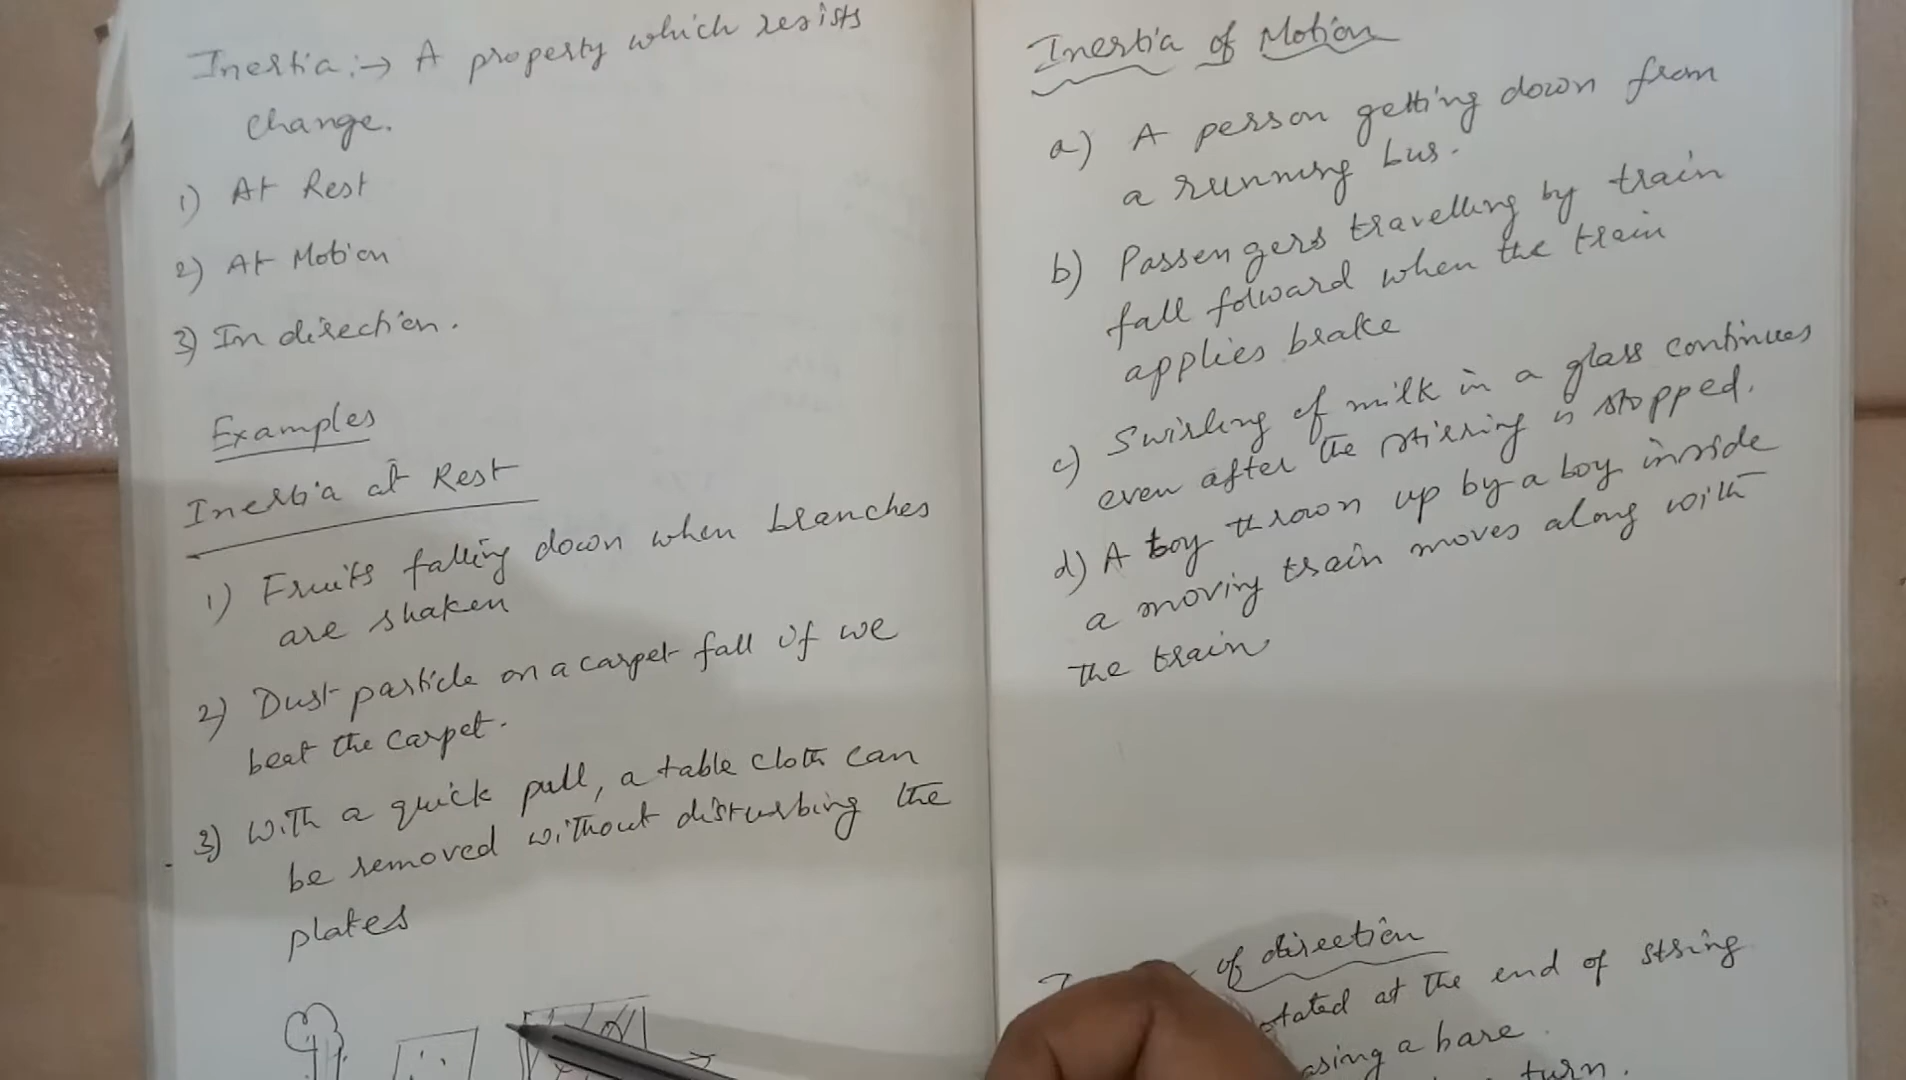 Inertia :→ A property which resists
change.
1) At Rest
2) At Motion
3) In direction.
Examples
Inertia at Rest
1) Fruits falling down when branches
are shaken
2) Dust particle on a carpet fall if we
beat the carpet.
3) With a quick pull, a table cloth can
be removed without disturbing the
plates
Inertia of Motion
a) A person getting down from
a running bus.
b) Passengers travelling by train
fall foward when the train
applies brake
c) Swirling of milk in a glass continues
even after the stirring is stopped.
d) A boy thrown up by a boy inside
a moving train moves along with
the train
of direction
at the end of string
a hare.
turn.